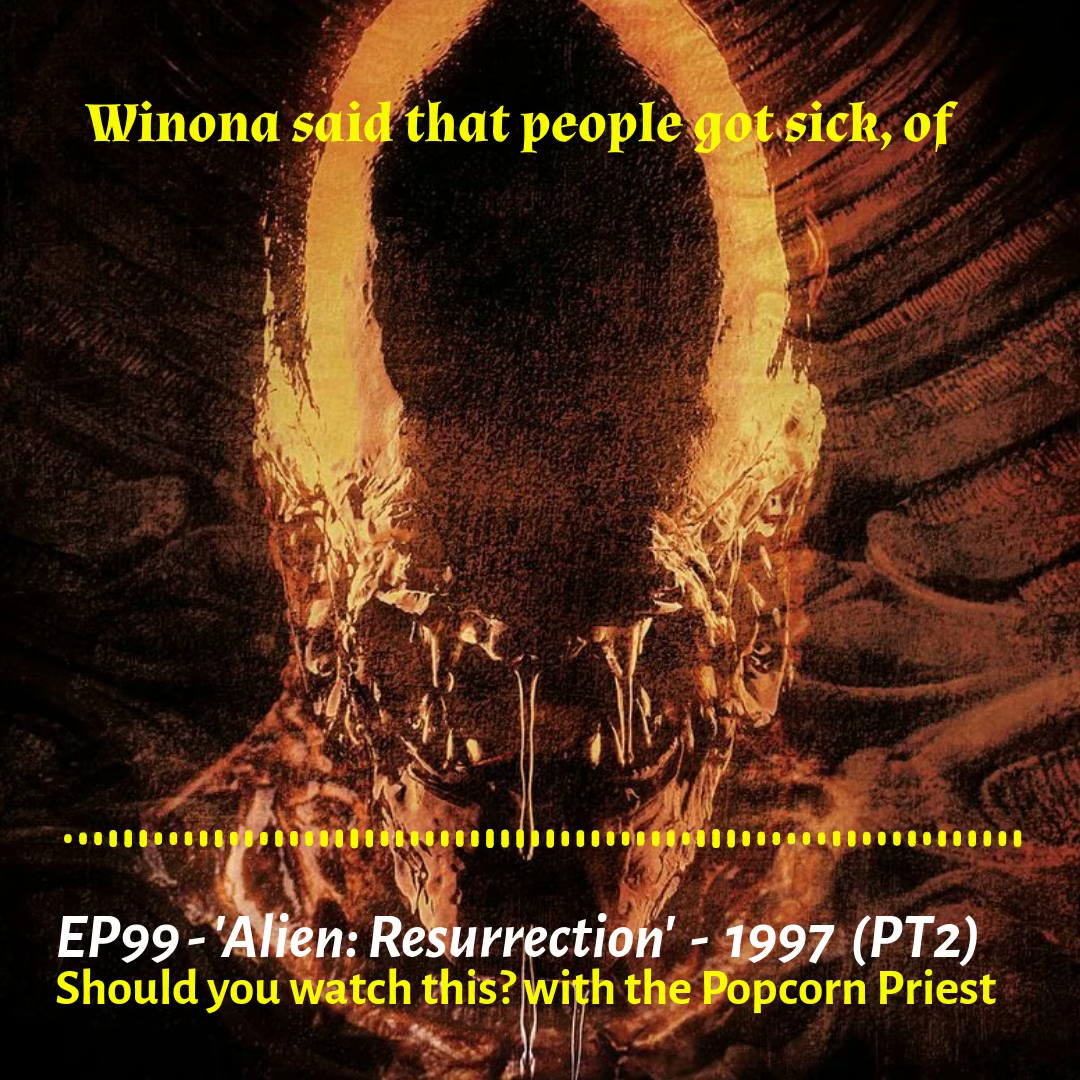 Winona said that people got sick, of
EP99 - 'Alien: Resurrection' - 1997 (PT2)
Should you watch this? with the Popcorn Priest